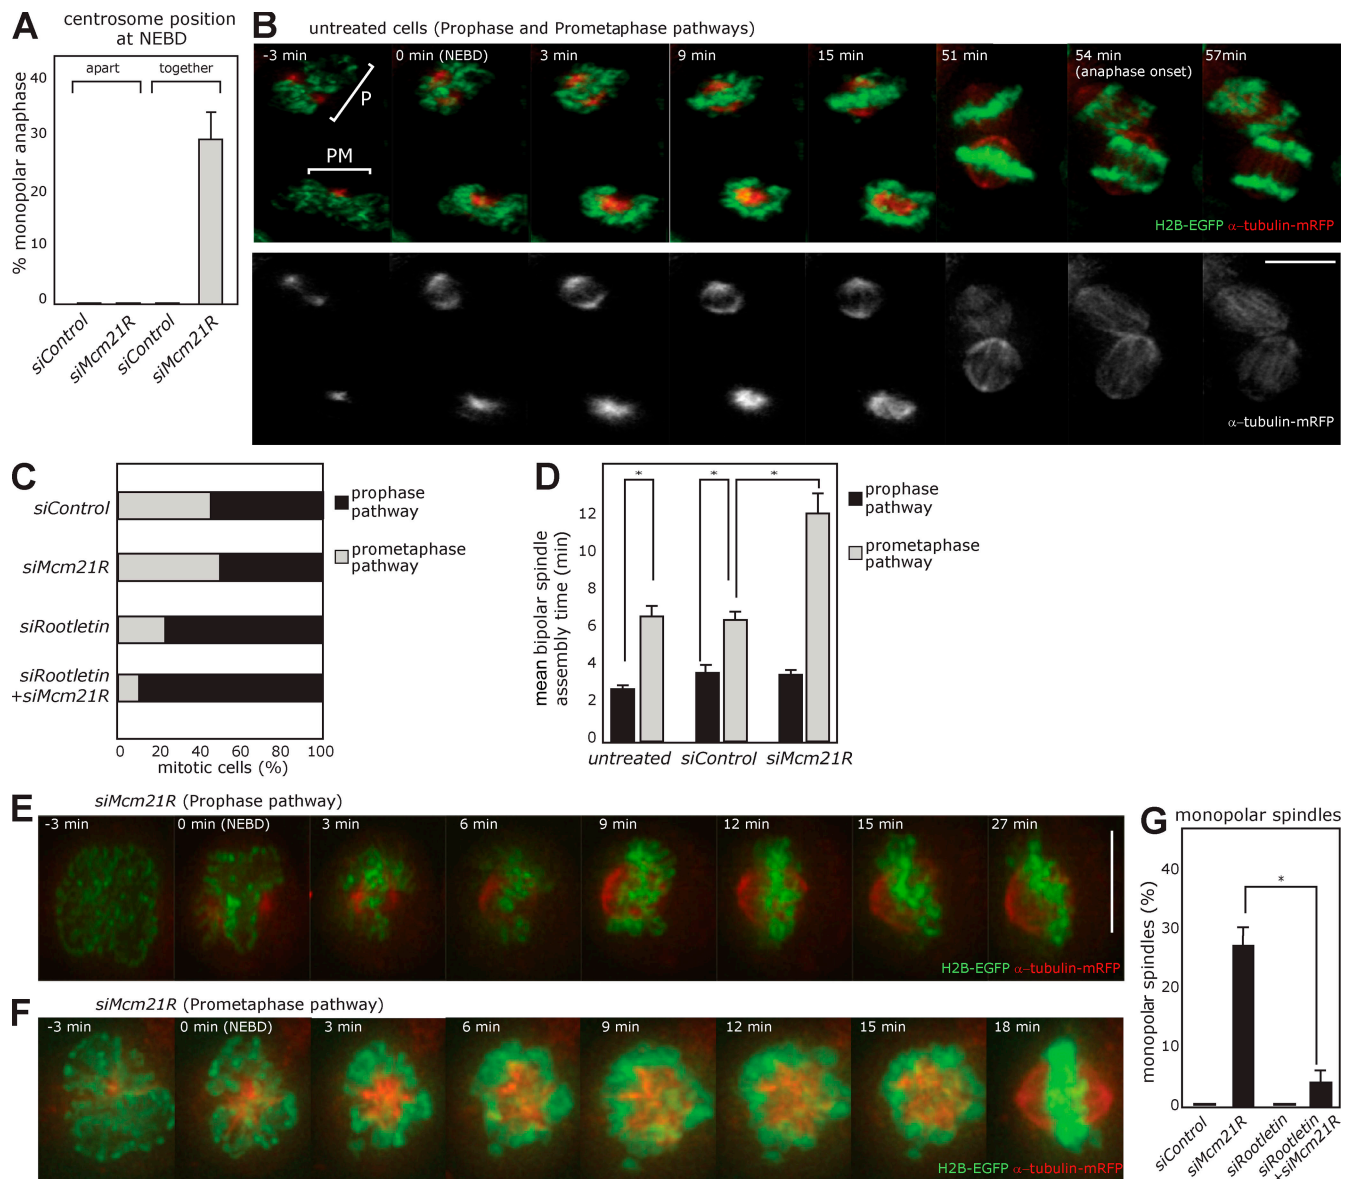 A
centrosome position
at NEBD
apart
together
% monopolar anaphase
40
30
20
10
0
siControl
siMcm21R
siControl
siMcm21R
B
untreated cells (Prophase and Prometaphase pathways)
-3 min
0 min (NEBD)
3 min
9 min
15 min
51 min
54 min
(anaphase onset)
57min
P
PM
H2B-EGFP α-tubulin-mRFP
α-tubulin-mRFP
C
siControl
siMcm21R
siRootletin
siRootletin
+siMcm21R
0 20 40 60 80 100
mitotic cells (%)
prophase
pathway
prometaphase
pathway
D
mean bipolar spindle
assembly time (min)
12
10
8
6
4
2
0
*
*
*
untreated
siControl
siMcm21R
prophase
pathway
prometaphase
pathway
E
siMcm21R (Prophase pathway)
-3 min
0 min (NEBD)
3 min
6 min
9 min
12 min
15 min
27 min
H2B-EGFP α-tubulin-mRFP
F
siMcm21R (Prometaphase pathway)
-3 min
0 min (NEBD)
3 min
6 min
9 min
12 min
15 min
18 min
H2B-EGFP α-tubulin-mRFP
G
monopolar spindles
monopolar spindles (%)
40
30
20
10
0
*
siControl
siMcm21R
siRootletin
siRootletin
+siMcm21R